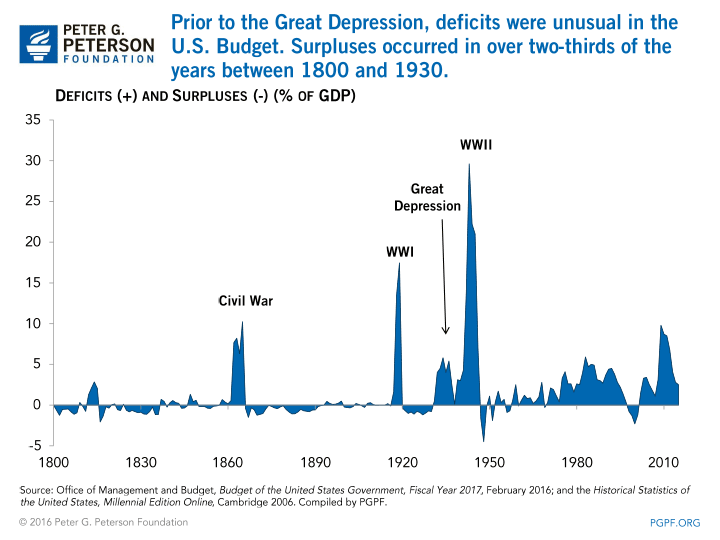 PETER G.
PETERSON
FOUNDATION
Prior to the Great Depression, deficits were unusual in the
U.S. Budget. Surpluses occurred in over two-thirds of the
years between 1800 and 1930.
DEFICITS (+) AND SURPLUSES (-) (% OF GDP)
35
30
25
20
15
10
5
0
-5
WWII
Great
Depression
WWI
Civil War
1800 1830 1860 1890 1920 1950 1980 2010
Source: Office of Management and Budget, Budget of the United States Government, Fiscal Year 2017, February 2016; and the Historical Statistics of
the United States, Millennial Edition Online, Cambridge 2006. Compiled by PGPF.
© 2016 Peter G. Peterson Foundation
PGPF.ORG